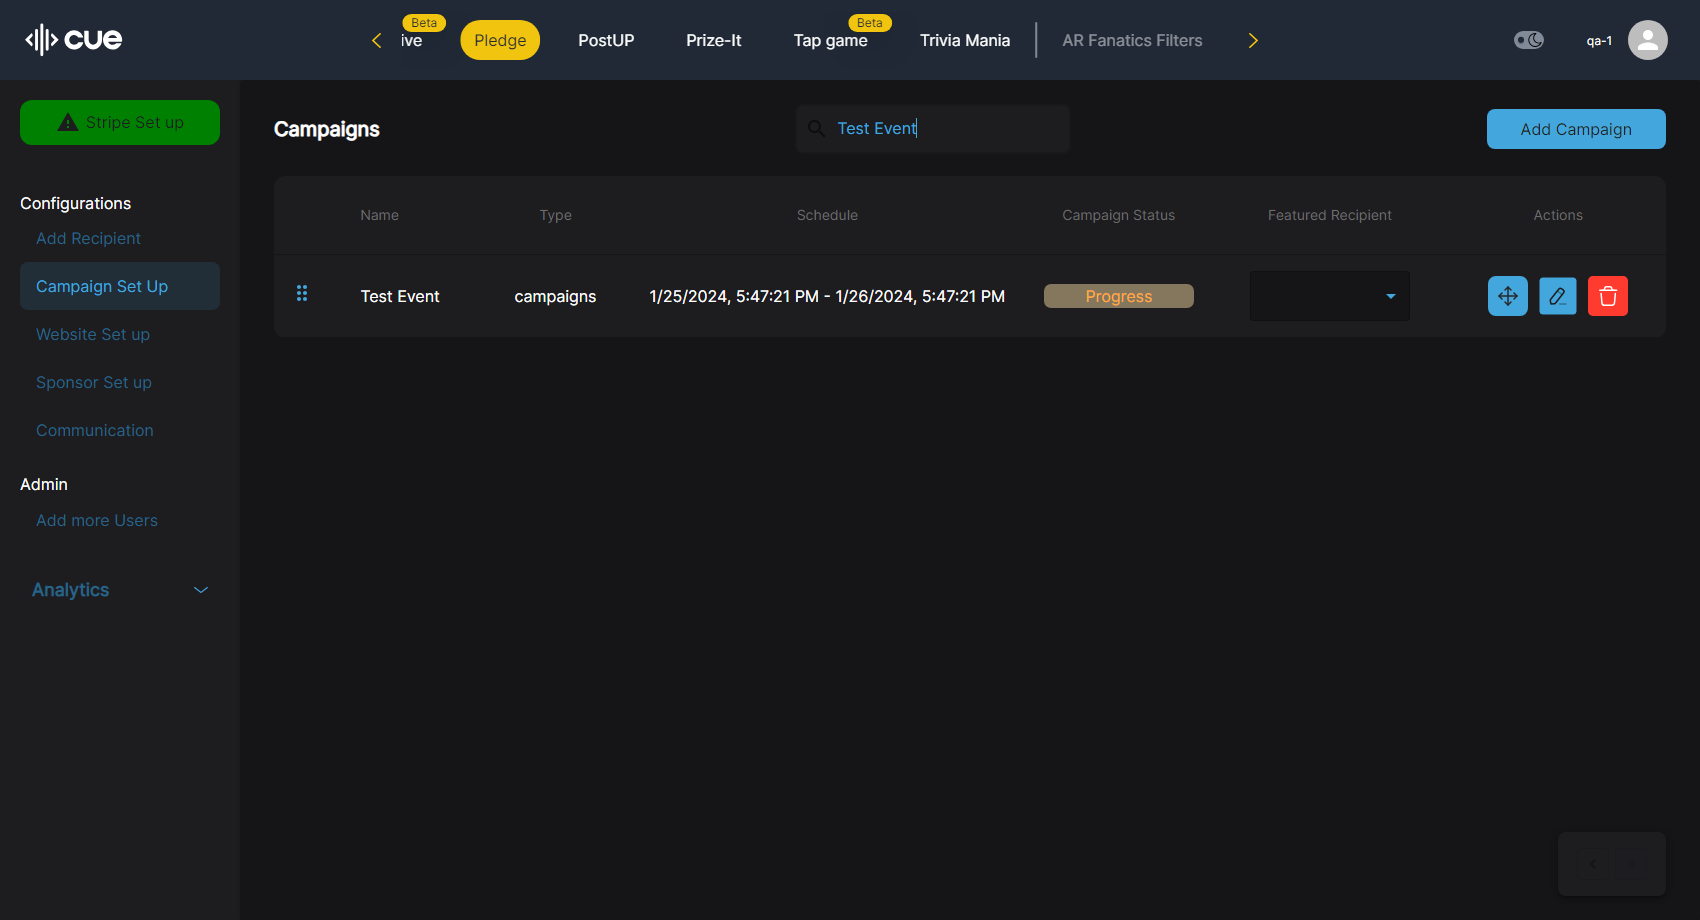 cue
Beta
ive
Pledge
PostUP
Prize-It
Beta
Tap game
Trivia Mania
AR Fanatics Filters
qa-1
Stripe Set up
Configurations
Add Recipient
Campaign Set Up
Website Set up
Sponsor Set up
Communication
Admin
Add more Users
Analytics
Campaigns
Test Event
Add Campaign
Name Type Schedule Campaign Status Featured Recipient Actions
Test Event campaigns 1/25/2024, 5:47:21 PM - 1/26/2024, 5:47:21 PM Progress